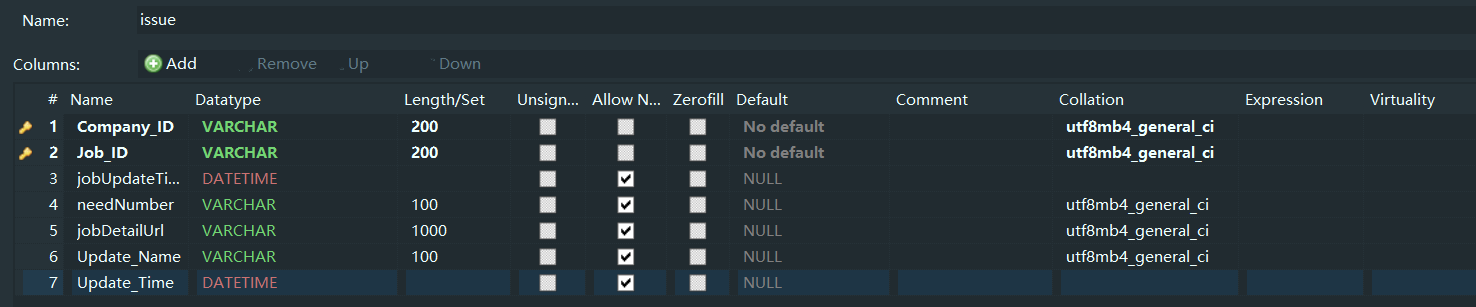 Name: issue
Columns: Add Remove Up Down
# Name Datatype Length/Set Unsign... Allow N... Zerofill Default Comment Collation Expression Virtuality
1 Company_ID VARCHAR 200 No default utf8mb4_general_ci
2 Job_ID VARCHAR 200 No default utf8mb4_general_ci
3 jobUpdateTi... DATETIME NULL
4 needNumber VARCHAR 100 NULL utf8mb4_general_ci
5 jobDetailUrl VARCHAR 1000 NULL utf8mb4_general_ci
6 Update_Name VARCHAR 100 NULL utf8mb4_general_ci
7 Update_Time DATETIME NULL